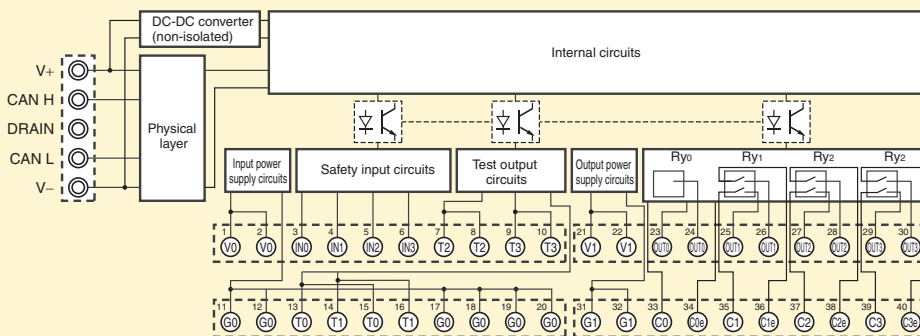 DC-DC converter
(non-isolated)
Internal circuits
V+
CAN H
DRAIN
CAN L
V–
Physical
layer
Input power
supply circuits
Safety input circuits
Test output
circuits
Output power
supply circuits
Ry0 Ry1 Ry2 Ry2
1 2 3 4 5 6 7 8 9 10 21 22 23 24 25 26 27 28 29 30
V0 V0 IN0 IN1 IN2 IN3 T2 T2 T3 T3 V1 V1 OUT0 OUT0 OUT1 OUT1 OUT2 OUT2 OUT3 OUT3
11 12 13 14 15 16 17 18 19 20 31 32 33 34 35 36 37 38 39 40
G0 G0 T0 T1 T0 T1 G0 G0 G0 G0 G1 G1 C0 C0e C1 C1e C2 C2e C3 C3e